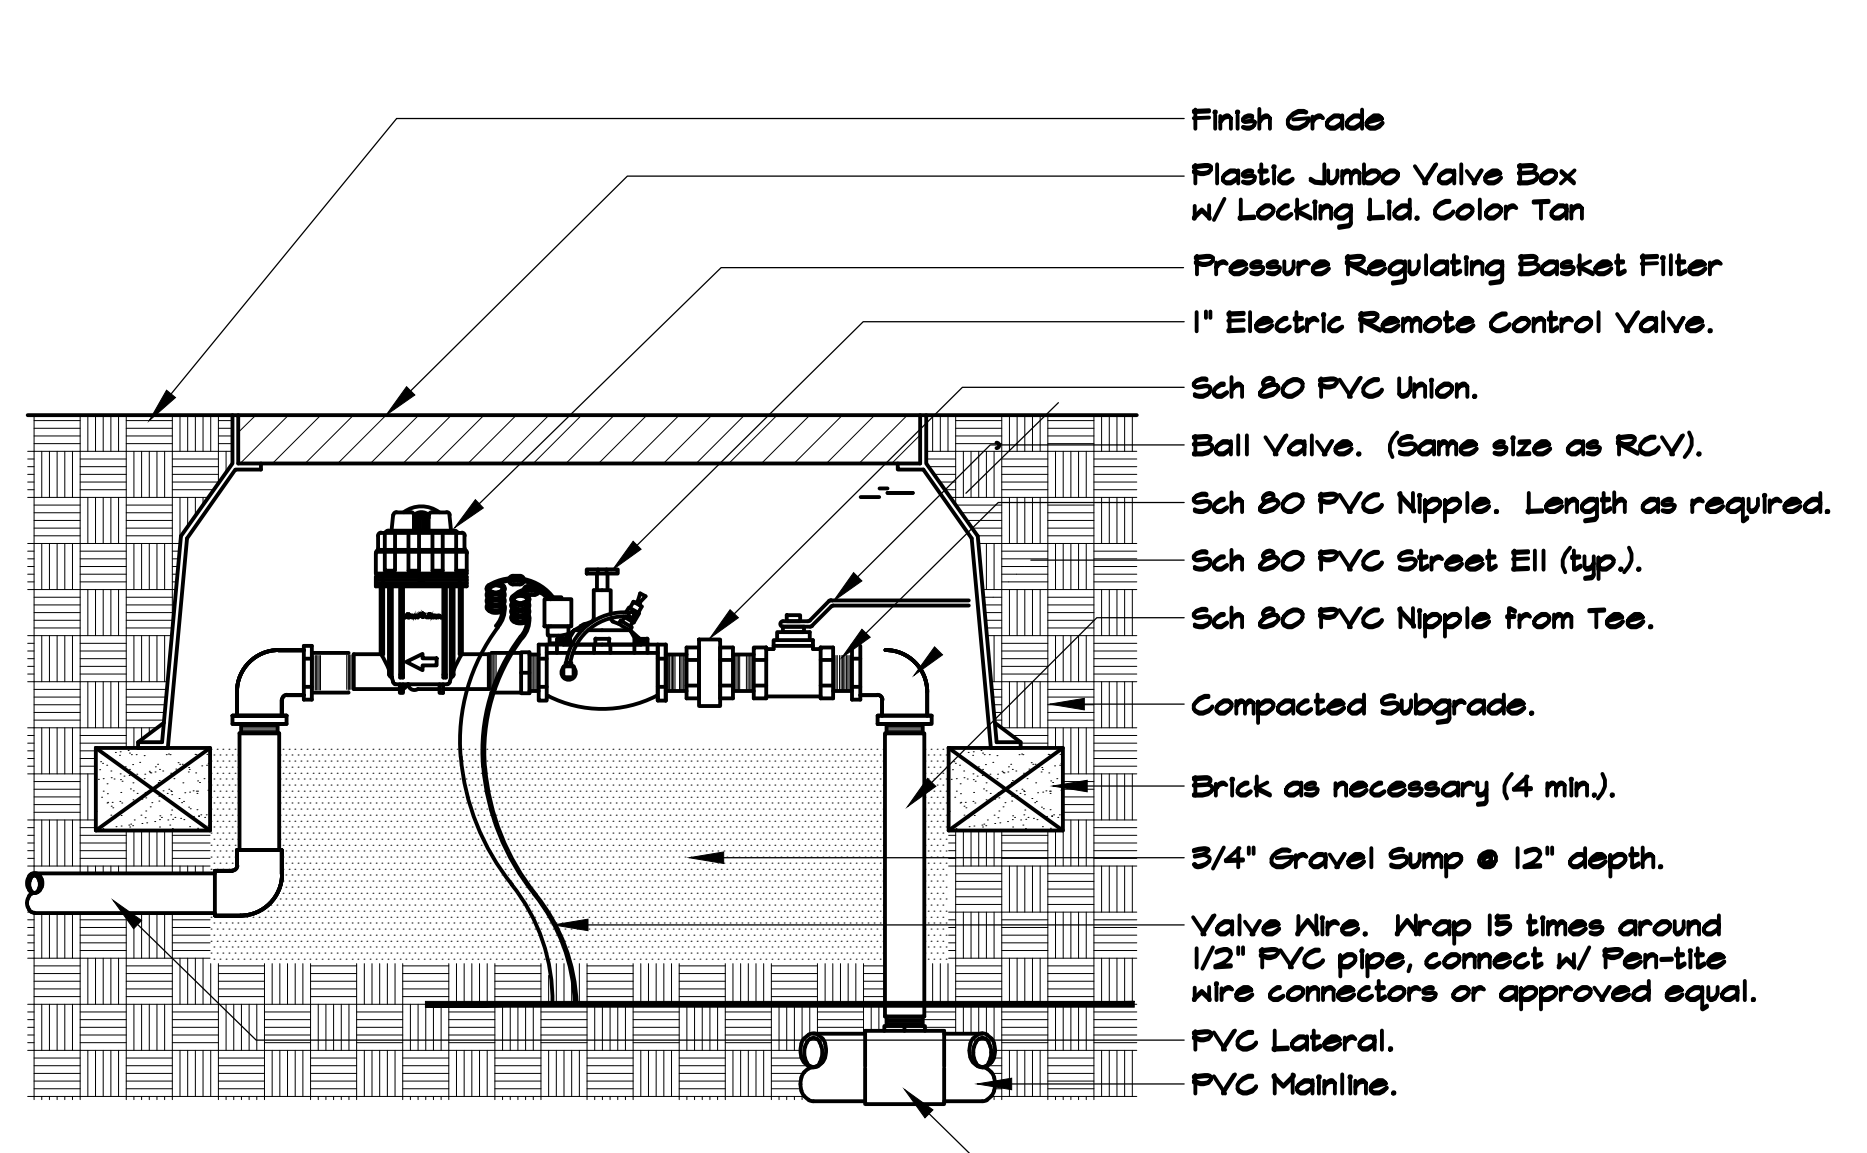 Finish Grade
Plastic Jumbo Valve Box
w/ Locking Lid. Color Tan
Pressure Regulating Basket Filter
1" Electric Remote Control Valve.
Sch 80 PVC Union.
Ball Valve. (Same size as RCV).
Sch 80 PVC Nipple. Length as required.
Sch 80 PVC Street Ell (typ.).
Sch 80 PVC Nipple from Tee.
Compacted Subgrade.
Brick as necessary (4 min.).
3/4" Gravel Sump @ 12" depth.
Valve Wire. Wrap 15 times around
1/2" PVC pipe, connect w/ Pen-tite
wire connectors or approved equal.
PVC Lateral.
PVC Mainline.